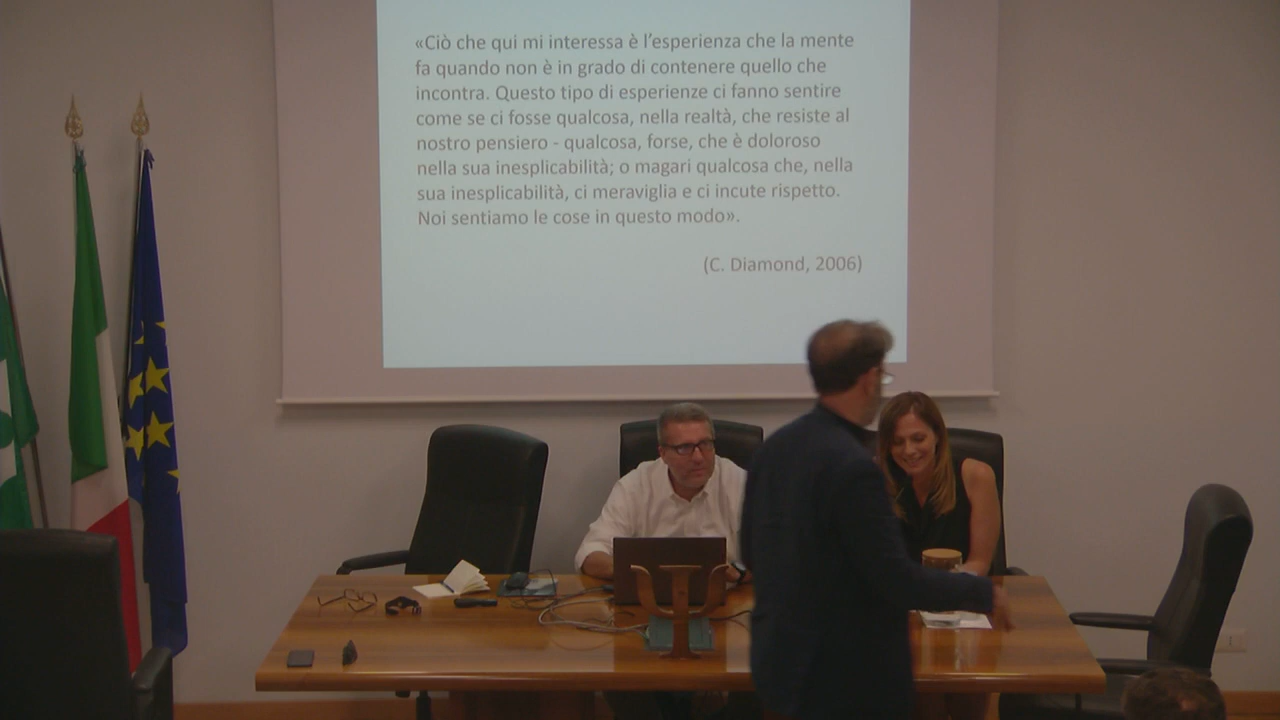 «Ciò che qui mi interessa è l'esperienza che la mente
fa quando non è in grado di contenere quello che
incontra. Questo tipo di esperienze ci fanno sentire
come se ci fosse qualcosa, nella realtà, che resiste al
nostro pensiero - qualcosa, forse, che è doloroso
nella sua inesplicabilità; o magari qualcosa che, nella
sua inesplicabilità, ci meraviglia e ci incute rispetto.
Noi sentiamo le cose in questo modo».
(C. Diamond, 2006)